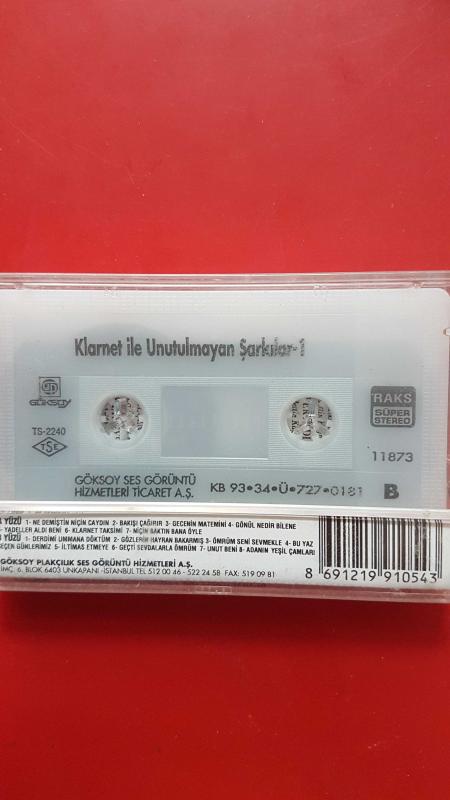 Klarnet ile Unutulmayan Şarkılar-1
GÖKSOY
TS-2240
TSE
RAKS
SÜPER
STEREO
11873
GÖKSOY SES GÖRÜNTÜ
HİZMETLERİ TİCARET A.Ş.
KB 93•34•Ü•727•0181
B
A YÜZÜ 1- NE DEMİŞTİN NİÇİN CAYDIN 2- BAKIŞI ÇAĞIRIR 3- GECENİN MATEMİNİ 4- GÖNÜL NEDİR BİLENE
YADELLER ALDI BENİ 6- KLARNET TAKSİMİ 7- NİÇİN BAKTIN BANA ÖYLE
YÜZÜ 1- DERDİMİ UMMANA DÖKTÜM 2- GÖZLERİN HAYRAN BAKARMIŞ 3- ÖMRÜM SENİ SEVMEKLE 4- BU YAZ
GEÇEN GÜNLERİMİZ 5- İLTİMAS ETMEYE 6- GEÇTİ SEVDALARLA ÖMRÜM 7- UNUT BENİ 8- ADANIN YEŞİL ÇAMLARI
GÖKSOY PLAKÇILIK SES GÖRÜNTÜ HİZMETLERİ A.Ş.
İMÇ. 6. BLOK 6403 UNKAPANI -İSTANBUL TEL 512 00 46 - 522 24 58 FAX: 519 09 81
8 691219 910543